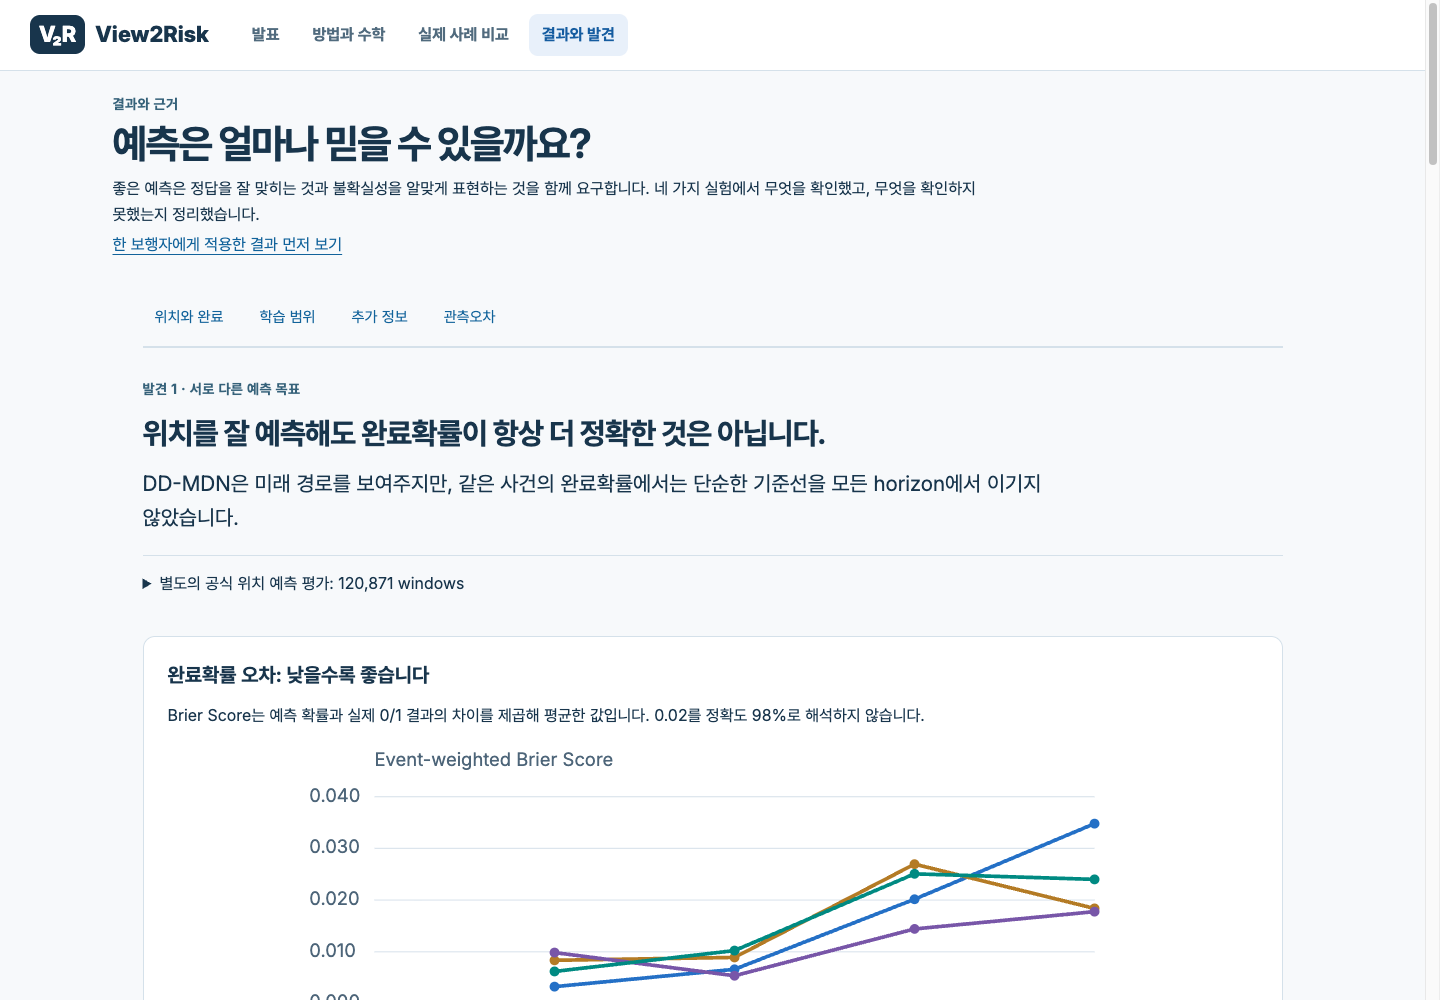 V2R View2Risk 발표 방법과 수학 실제 사례 비교 결과와 발견
결과와 근거
예측은 얼마나 믿을 수 있을까요?
좋은 예측은 정답을 잘 맞히는 것과 불확실성을 알맞게 표현하는 것을 함께 요구합니다. 네 가지 실험에서 무엇을 확인했고, 무엇을 확인하지
못했는지 정리했습니다.
한 보행자에게 적용한 결과 먼저 보기
위치와 완료 학습 범위 추가 정보 관측오차
발견 1 · 서로 다른 예측 목표
위치를 잘 예측해도 완료확률이 항상 더 정확한 것은 아닙니다.
DD-MDN은 미래 경로를 보여주지만, 같은 사건의 완료확률에서는 단순한 기준선을 모든 horizon에서 이기지
않았습니다.
▶ 별도의 공식 위치 예측 평가: 120,871 windows
완료확률 오차: 낮을수록 좋습니다
Brier Score는 예측 확률과 실제 0/1 결과의 차이를 제곱해 평균한 값입니다. 0.02를 정확도 98%로 해석하지 않습니다.
Event-weighted Brier Score
0.040
0.030
0.020
0.010
0.000